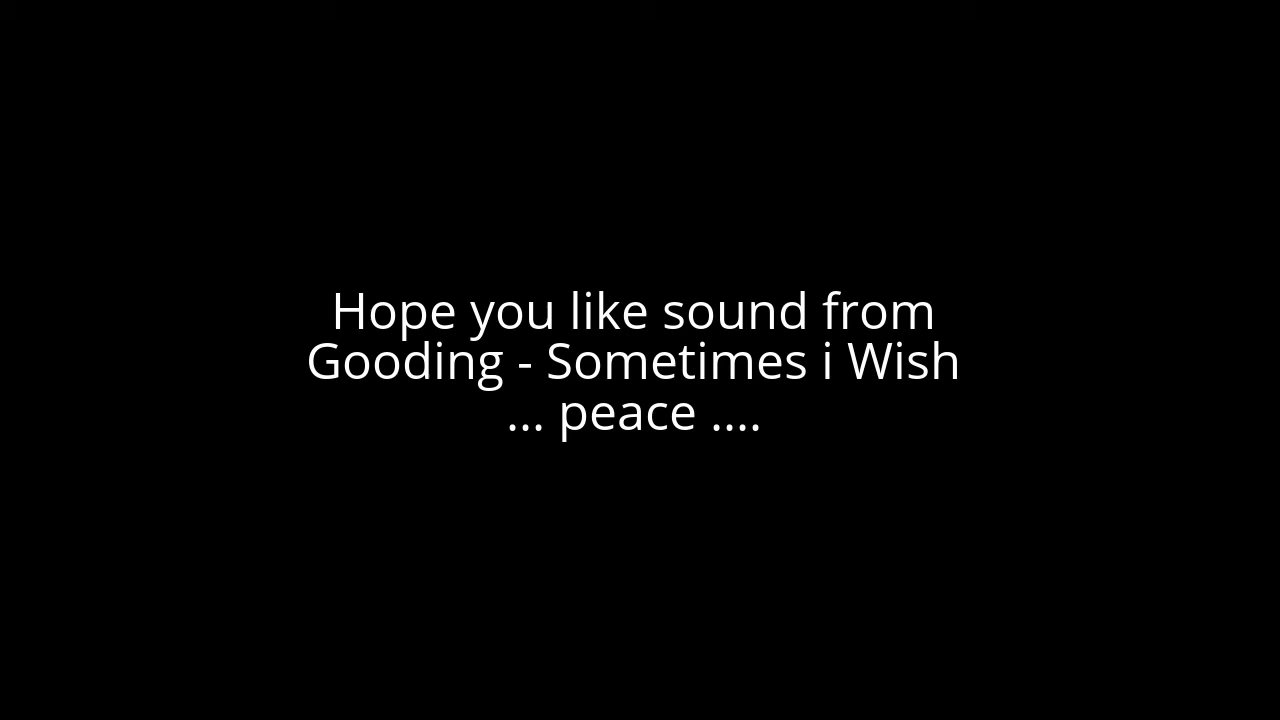 Hope you like sound from
Gooding - Sometimes i Wish
... peace ....